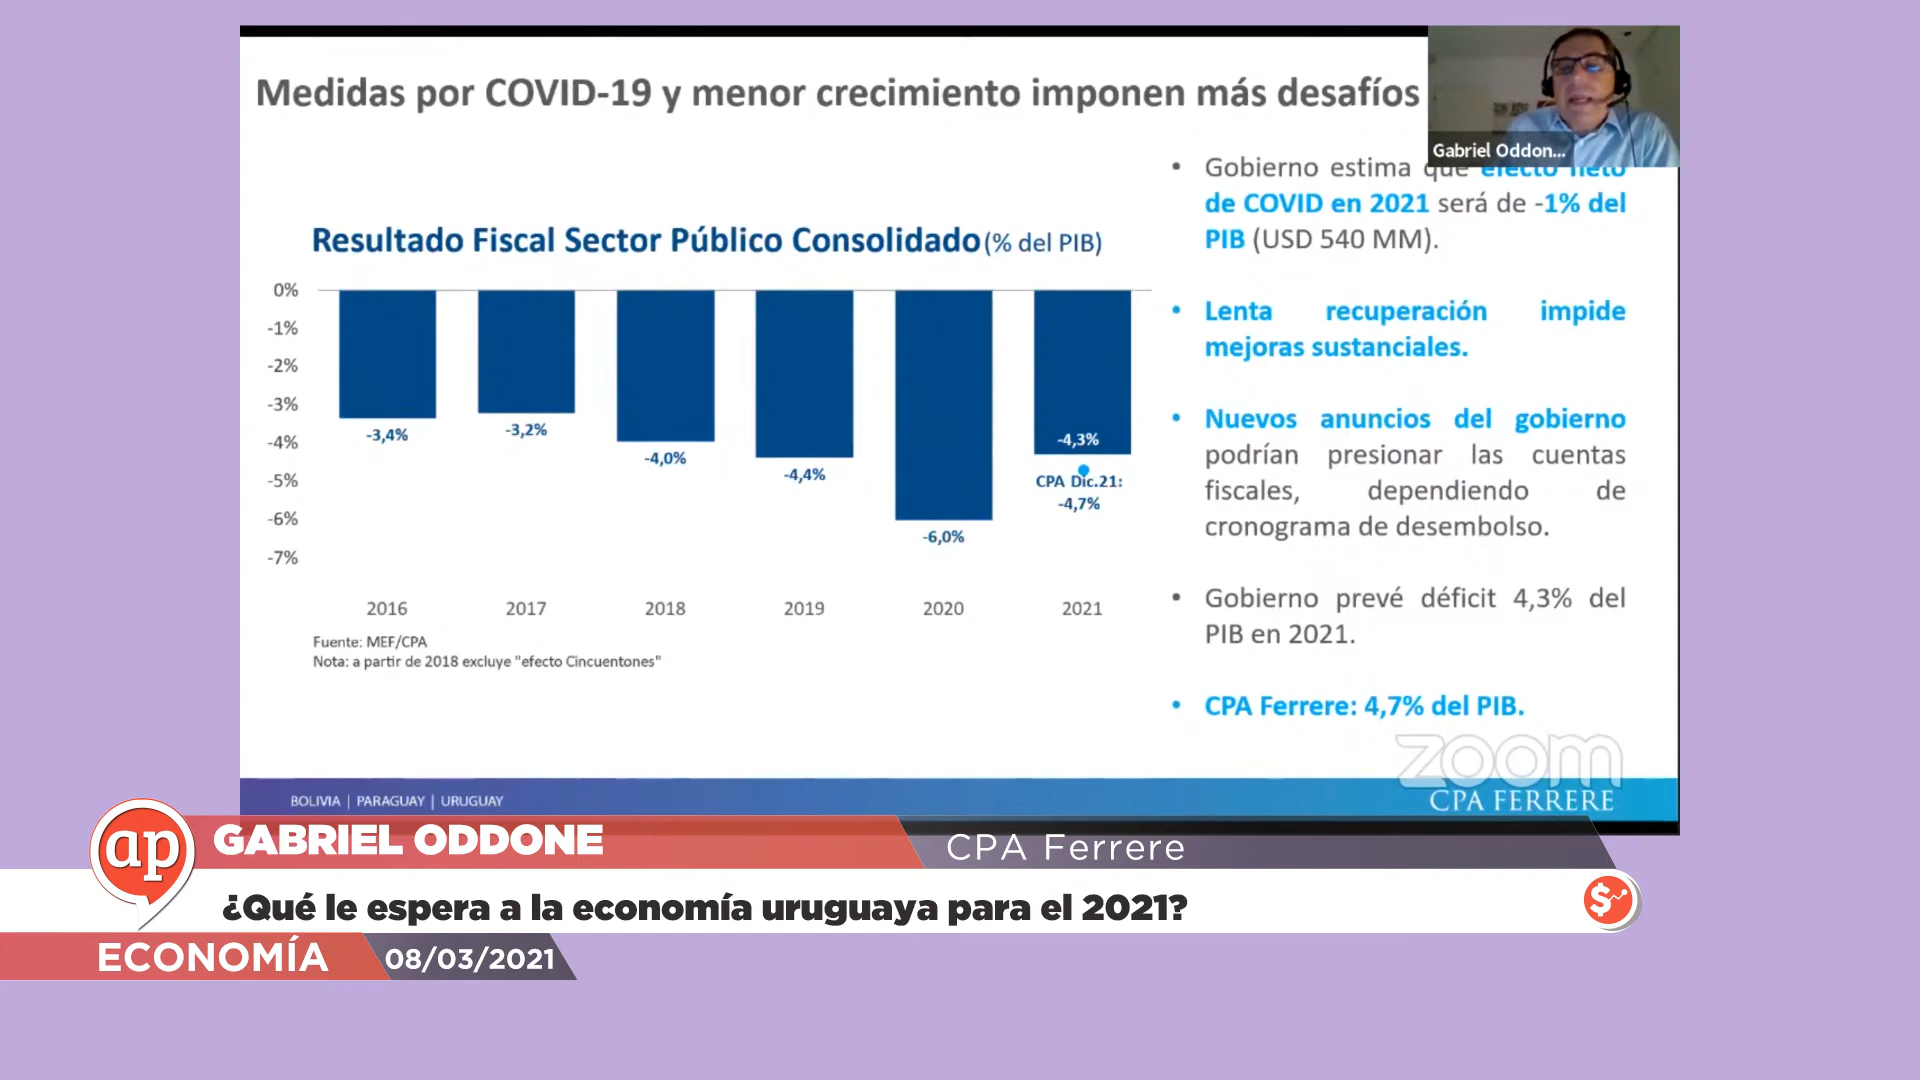 Medidas por COVID-19 y menor crecimiento imponen más desafíos
Gabriel Oddon...
Resultado Fiscal Sector Público Consolidado (% del PIB)
0%
-1%
-2%
-3%
-4%
-5%
-6%
-7%
-3,4%
-3,2%
-4,0%
-4,4%
-6,0%
-4,3%
CPA Dic.21:
-4,7%
2016
2017
2018
2019
2020
2021
Fuente: MEF/CPA
Nota: a partir de 2018 excluye "efecto Cincuentones"
• Gobierno estima que efecto neto
de COVID en 2021 será de -1% del
PIB (USD 540 MM).
• Lenta recuperación impide
mejoras sustanciales.
• Nuevos anuncios del gobierno
podrían presionar las cuentas
fiscales, dependiendo de
cronograma de desembolso.
• Gobierno prevé déficit 4,3% del
PIB en 2021.
• CPA Ferrere: 4,7% del PIB.
zoom
BOLIVIA | PARAGUAY | URUGUAY
CPA FERRERE
ap
GABRIEL ODDONE
CPA Ferrere
¿Qué le espera a la economía uruguaya para el 2021?
$
ECONOMÍA
08/03/2021